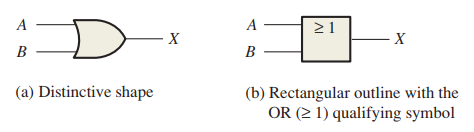 A
B
X
(a) Distinctive shape
A
B
≥ 1
X
(b) Rectangular outline with the
OR (≥ 1) qualifying symbol